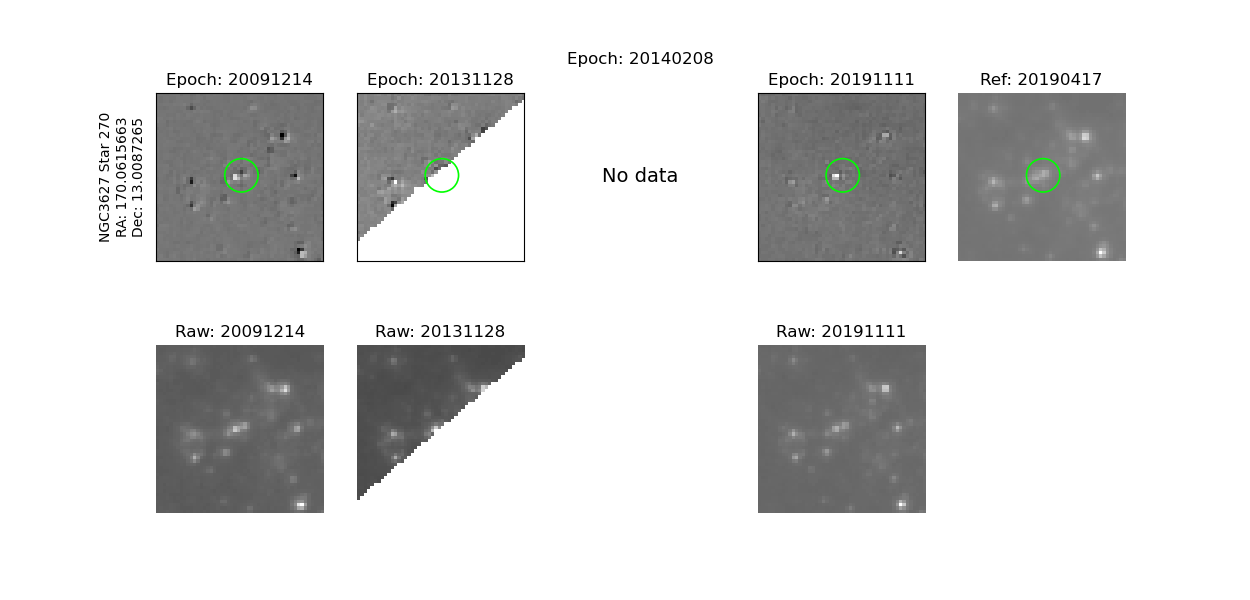 Epoch: 20140208
Epoch: 20091214
Epoch: 20131128
Epoch: 20191111
Ref: 20190417
NGC3627 Star 270
RA: 170.0615663
Dec: 13.0087265
No data
Raw: 20091214
Raw: 20131128
Raw: 20191111